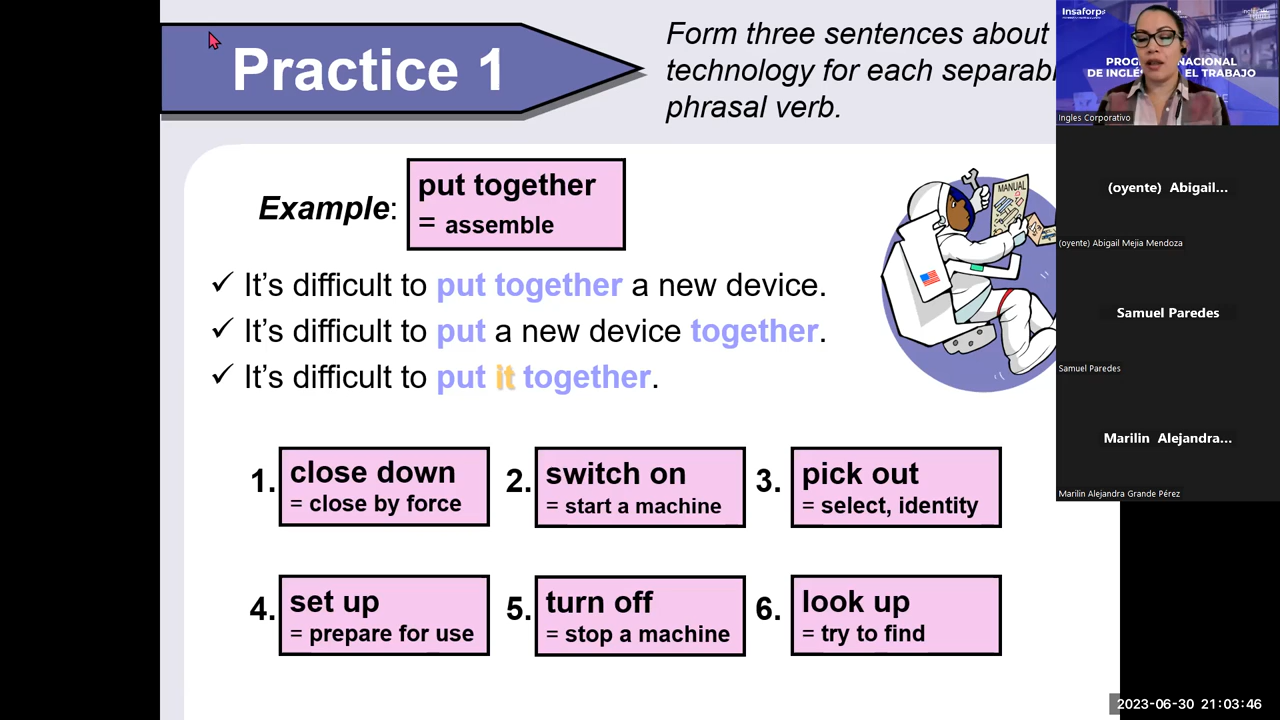 Practice 1
Form three sentences about
technology for each separabl
phrasal verb.
Example:
put together
= assemble
✓ It's difficult to put together a new device.
✓ It's difficult to put a new device together.
✓ It's difficult to put it together.
MANUAL
1. close down
= close by force
2. switch on
= start a machine
3. pick out
= select, identity
4. set up
= prepare for use
5. turn off
= stop a machine
6. look up
= try to find
Insaforp
PROG NACIONAL
DE INGLÉS EL TRABAJO
Ingles Corporativo
(oyente) Abigail...
(oyente) Abigail Mejia Mendoza
Samuel Paredes
Samuel Paredes
Marilin Alejandra...
Marilin Alejandra Grande Pérez
2023-06-30 21:03:46